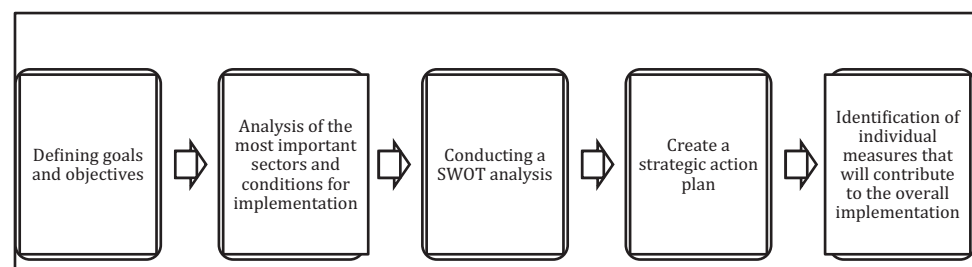 Defining goals
and objectives
Analysis of the
most important
sectors and
conditions for
implementation
Conducting a
SWOT analysis
Create a
strategic action
plan
Identification of
individual
measures that
will contribute
to the overall
implementation